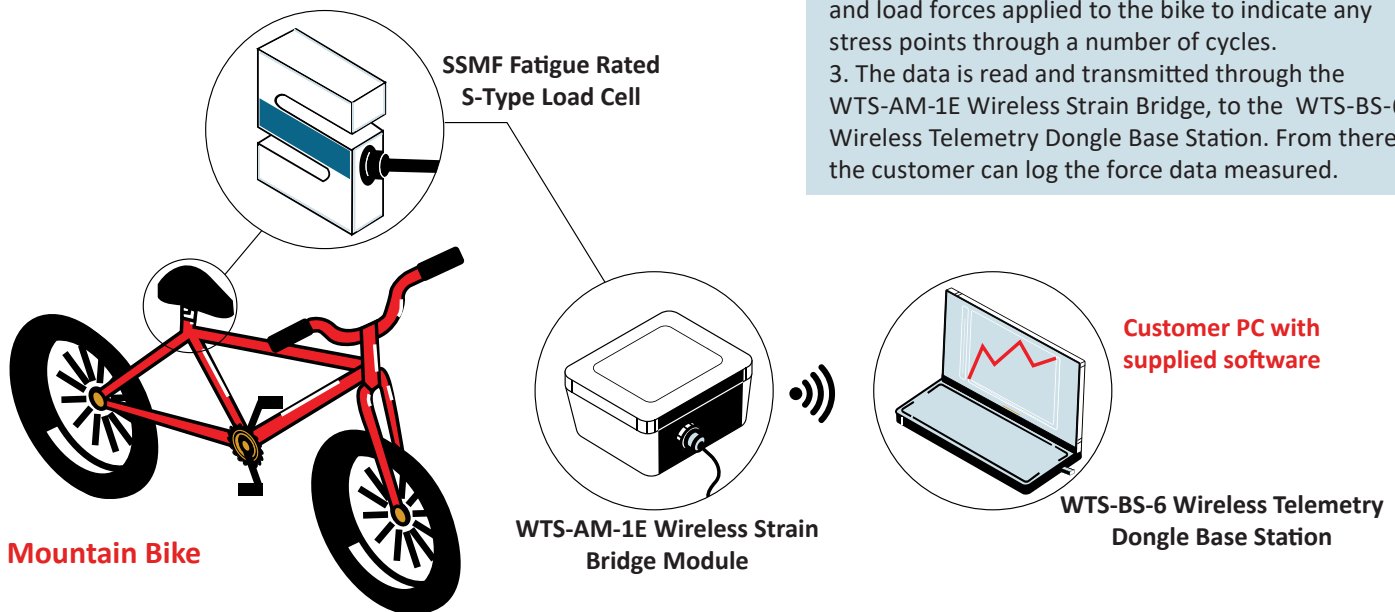 and load forces applied to the bike to indicate any
stress points through a number of cycles.
3. The data is read and transmitted through the
WTS-AM-1E Wireless Strain Bridge, to the WTS-BS-6
Wireless Telemetry Dongle Base Station. From there
the customer can log the force data measured.
SSMF Fatigue Rated
S-Type Load Cell
Customer PC with
supplied software
WTS-AM-1E Wireless Strain
Bridge Module
WTS-BS-6 Wireless Telemetry
Dongle Base Station
Mountain Bike